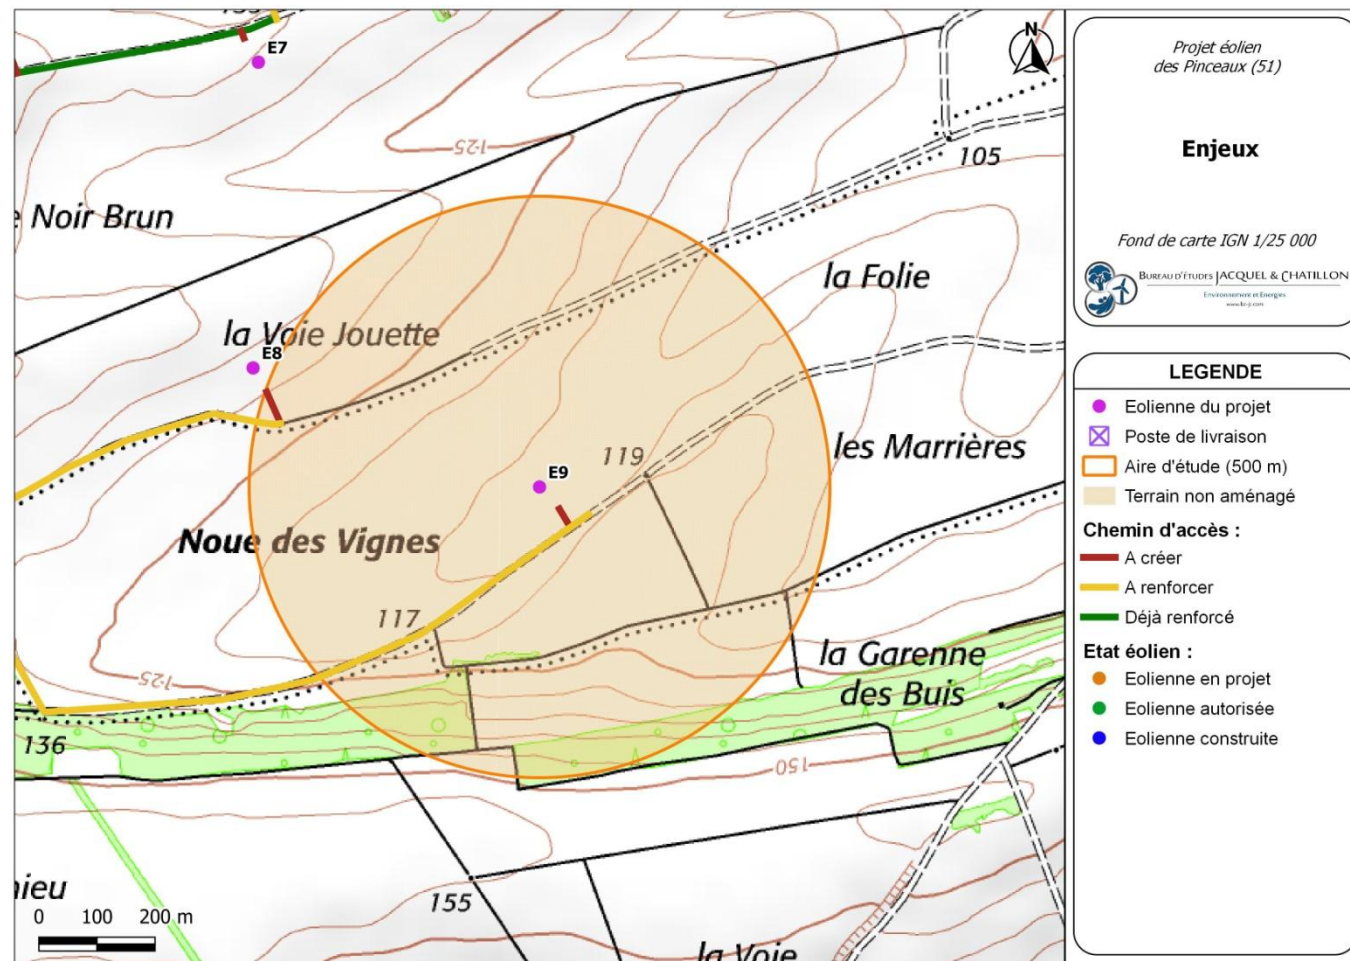 E7
N
125
105
Noir Brun
la Folie
la Voie Jouette
E8
les Marrières
119
E9
Noue des Vignes
117
125
la Garenne
des Buis
136
150
155
la Voie
0 100 200 m
Projet éolien
des Pinceaux (51)
Enjeux
Fond de carte IGN 1/25 000
BUREAU D'ÉTUDES JACQUEL & CHATILLON
Environnement et Energies
LEGENDE
Eolienne du projet
Poste de livraison
Aire d'étude (500 m)
Terrain non aménagé
Chemin d'accès :
A créer
A renforcer
Déjà renforcé
Etat éolien :
Eolienne en projet
Eolienne autorisée
Eolienne construite